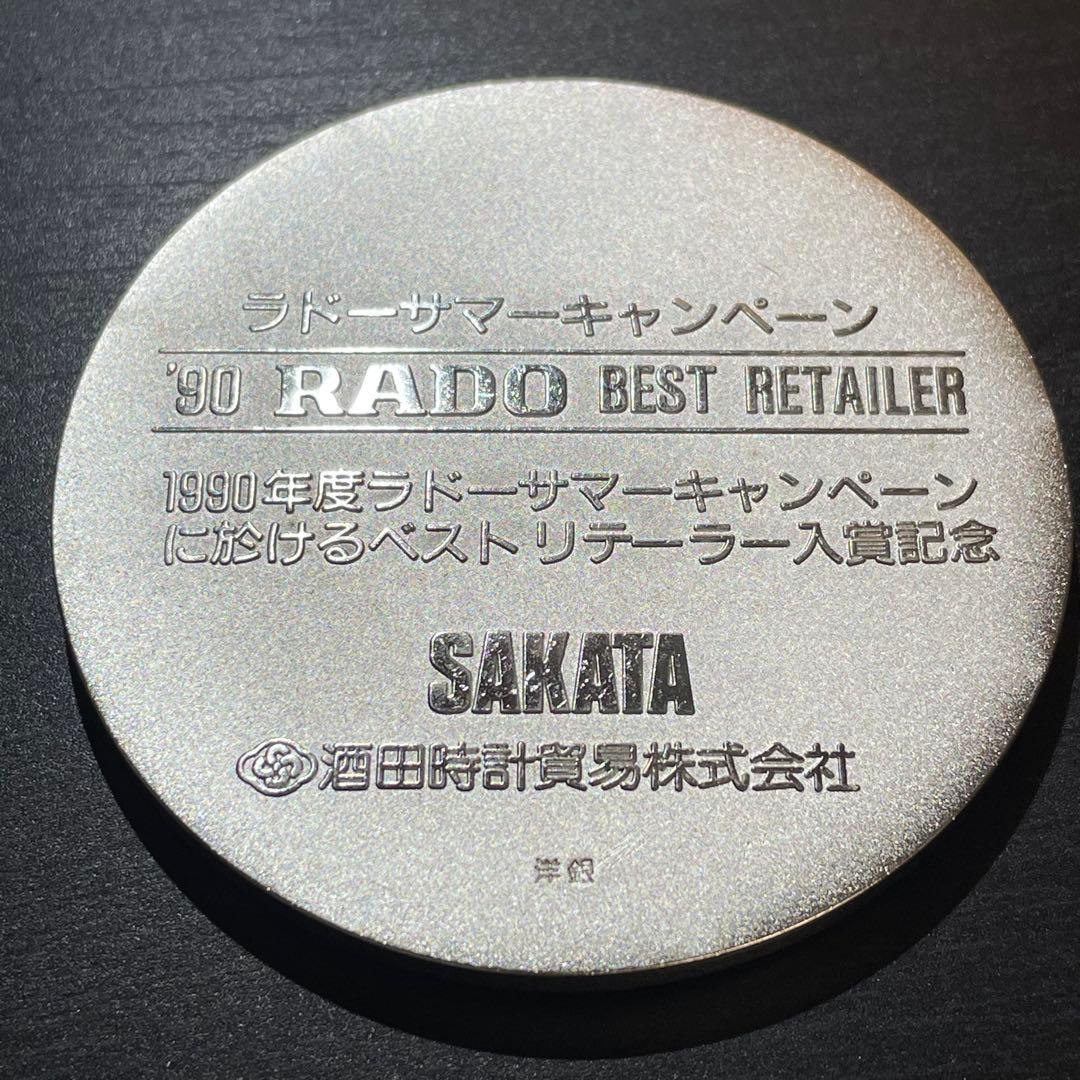 ラドーサマーキャンペーン
'90 RADO BEST RETAILER
1990年度ラドーサマーキャンペーン
に於けるベストリテーラー入賞記念
SAKATA
酒田時計貿易株式会社
洋銀